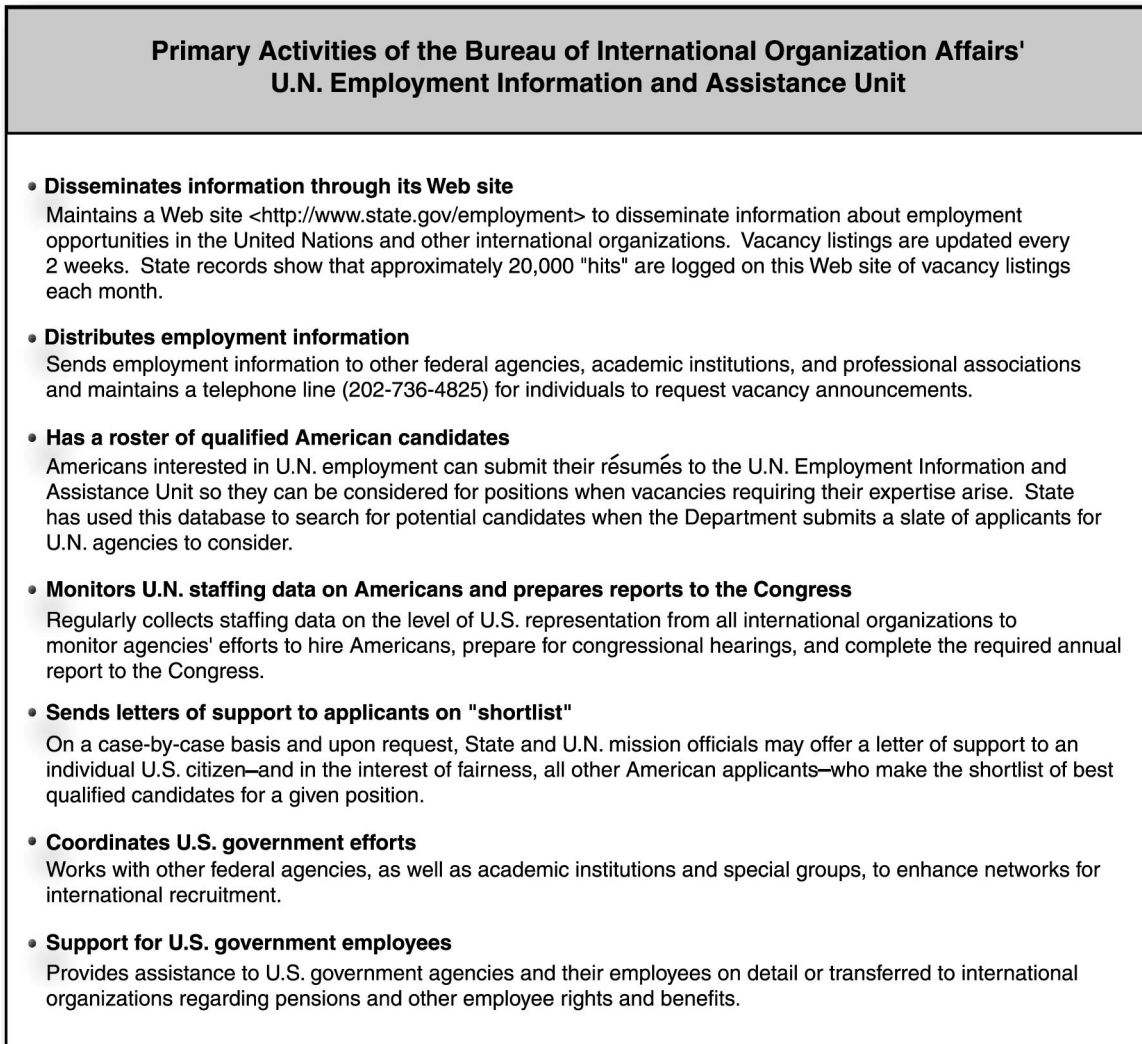 Primary Activities of the Bureau of International Organization Affairs'
U.N. Employment Information and Assistance Unit
• Disseminates information through its Web site
Maintains a Web site <http://www.state.gov/employment> to disseminate information about employment
opportunities in the United Nations and other international organizations. Vacancy listings are updated every
2 weeks. State records show that approximately 20,000 "hits" are logged on this Web site of vacancy listings
each month.
• Distributes employment information
Sends employment information to other federal agencies, academic institutions, and professional associations
and maintains a telephone line (202-736-4825) for individuals to request vacancy announcements.
• Has a roster of qualified American candidates
Americans interested in U.N. employment can submit their résumés to the U.N. Employment Information and
Assistance Unit so they can be considered for positions when vacancies requiring their expertise arise. State
has used this database to search for potential candidates when the Department submits a slate of applicants for
U.N. agencies to consider.
• Monitors U.N. staffing data on Americans and prepares reports to the Congress
Regularly collects staffing data on the level of U.S. representation from all international organizations to
monitor agencies' efforts to hire Americans, prepare for congressional hearings, and complete the required annual
report to the Congress.
• Sends letters of support to applicants on "shortlist"
On a case-by-case basis and upon request, State and U.N. mission officials may offer a letter of support to an
individual U.S. citizen—and in the interest of fairness, all other American applicants—who make the shortlist of best
qualified candidates for a given position.
• Coordinates U.S. government efforts
Works with other federal agencies, as well as academic institutions and special groups, to enhance networks for
international recruitment.
• Support for U.S. government employees
Provides assistance to U.S. government agencies and their employees on detail or transferred to international
organizations regarding pensions and other employee rights and benefits.